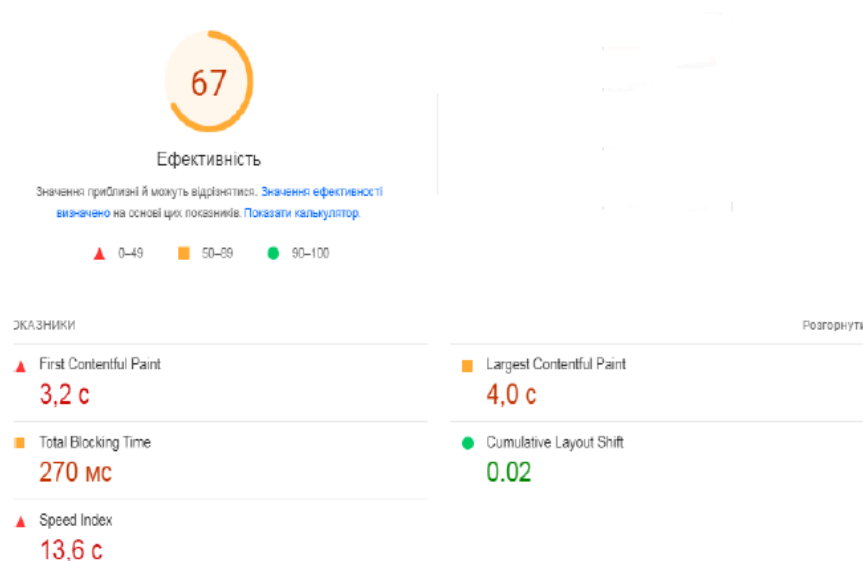 67
Ефективність
Значення приблизні й можуть відрізнятися. Значення ефективності
визначено на основі цих показників. Показати калькулятор.
0–49 50–89 90–100
ОКАЗНИКИ Розгорнути
First Contentful Paint
3,2 с
Largest Contentful Paint
4,0 с
Total Blocking Time
270 мс
Cumulative Layout Shift
0.02
Speed Index
13,6 с